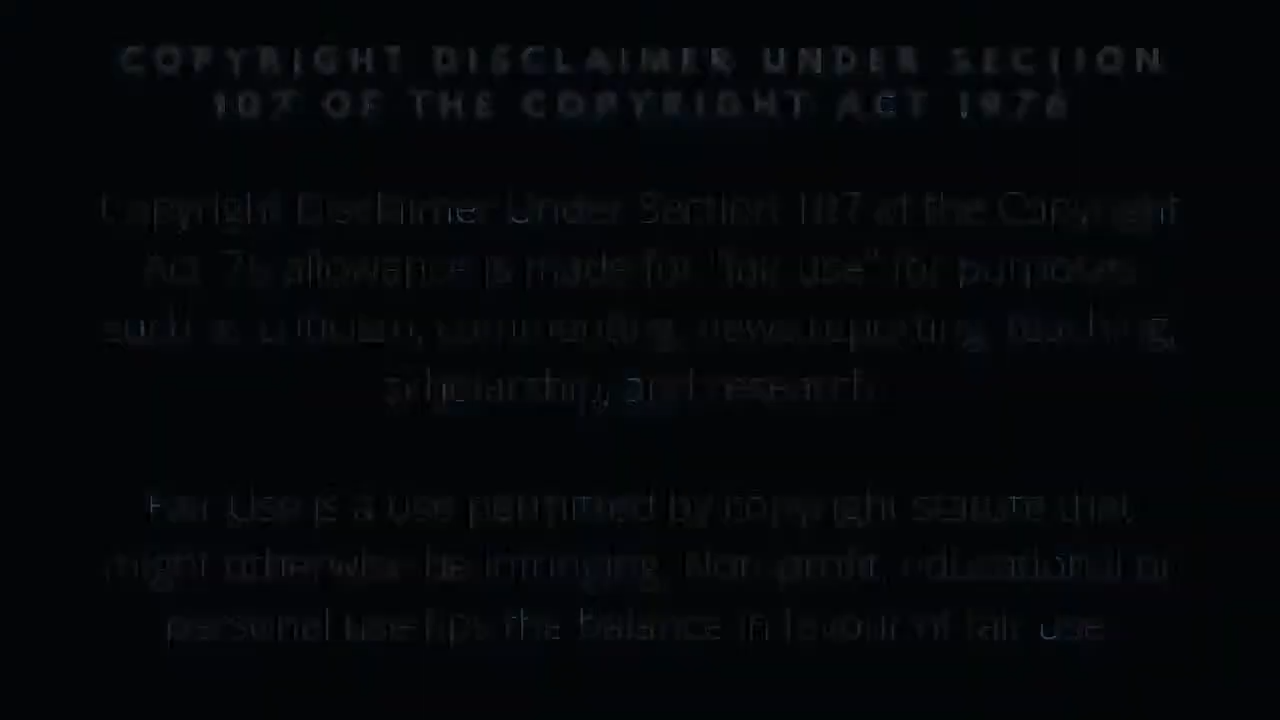 COPYRIGHT DISCLAIMER UNDER SECTIION
107 OF THE COPYRIGHT ACT 1976
Copyright Disclaimer Under Section 107 of the Copyright
Act 76 allowance is made for "fair use" for purposes
such as criticism, commenting, news reporting, teaching,
scholarship, and research.
Fair Use is a use permitted by copyright statute that
might otherwise be infringing. Non-profit, educational or
personal use tips the balance in favour of fair use